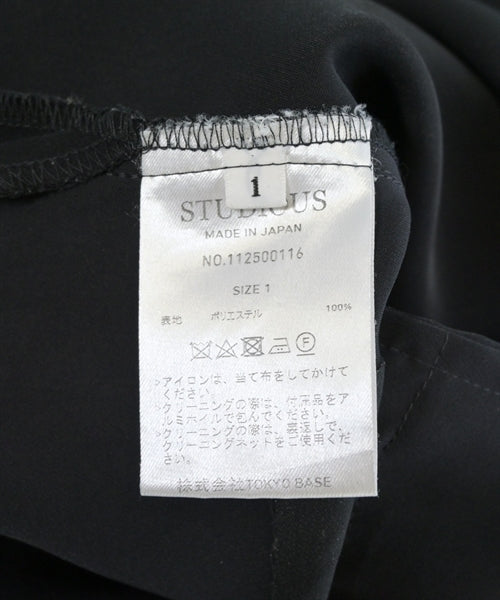 1
STUDIOUS
MADE IN JAPAN
NO.112500116
SIZE 1
表地 ポリエステル 100%
F
>アイロンは、当て布をしてかけて
ください。
>クリーニングの際は、付属品をア
ルミホイルで包んでください。
>クリーニングの際は、裏返しで、
クリーニングネットをご使用くだ
さい。
株式会社TOKYO BASE